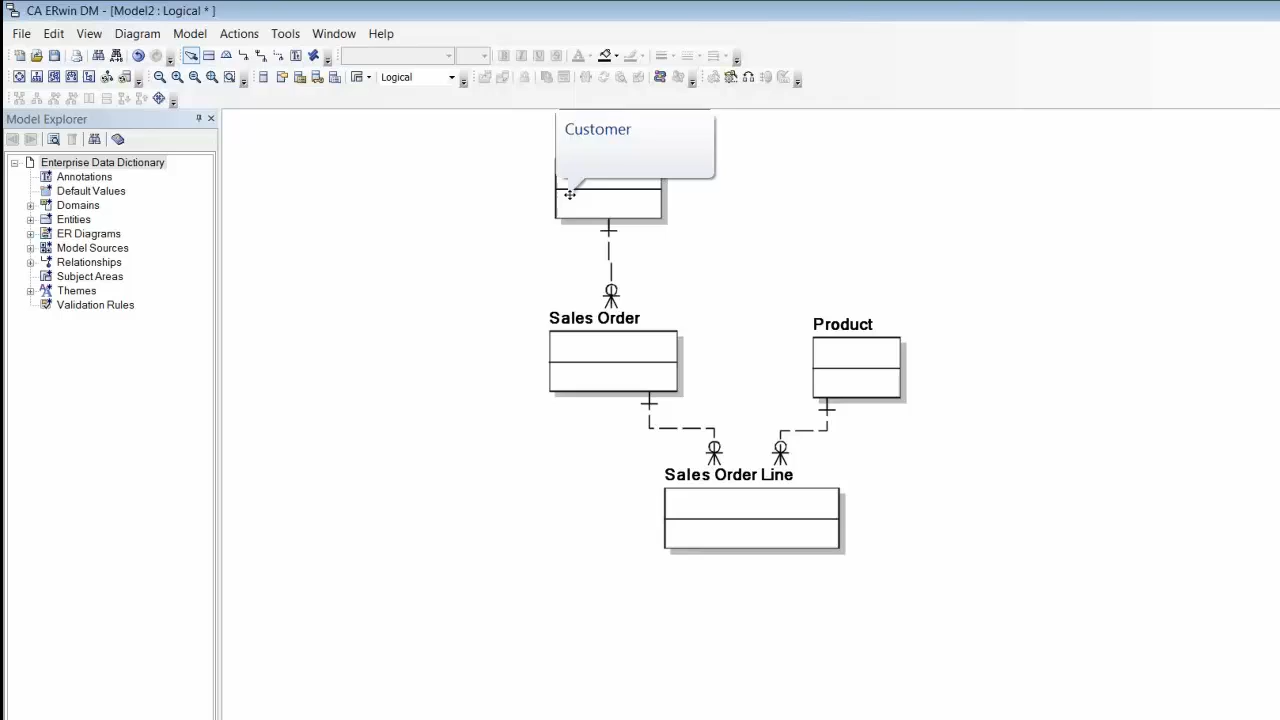 CA ERwin DM - [Model2 : Logical * ]
File Edit View Diagram Model Actions Tools Window Help
Logical
Model Explorer
Enterprise Data Dictionary
Annotations
Default Values
Domains
Entities
ER Diagrams
Model Sources
Relationships
Subject Areas
Themes
Validation Rules
Customer
Sales Order
Product
Sales Order Line